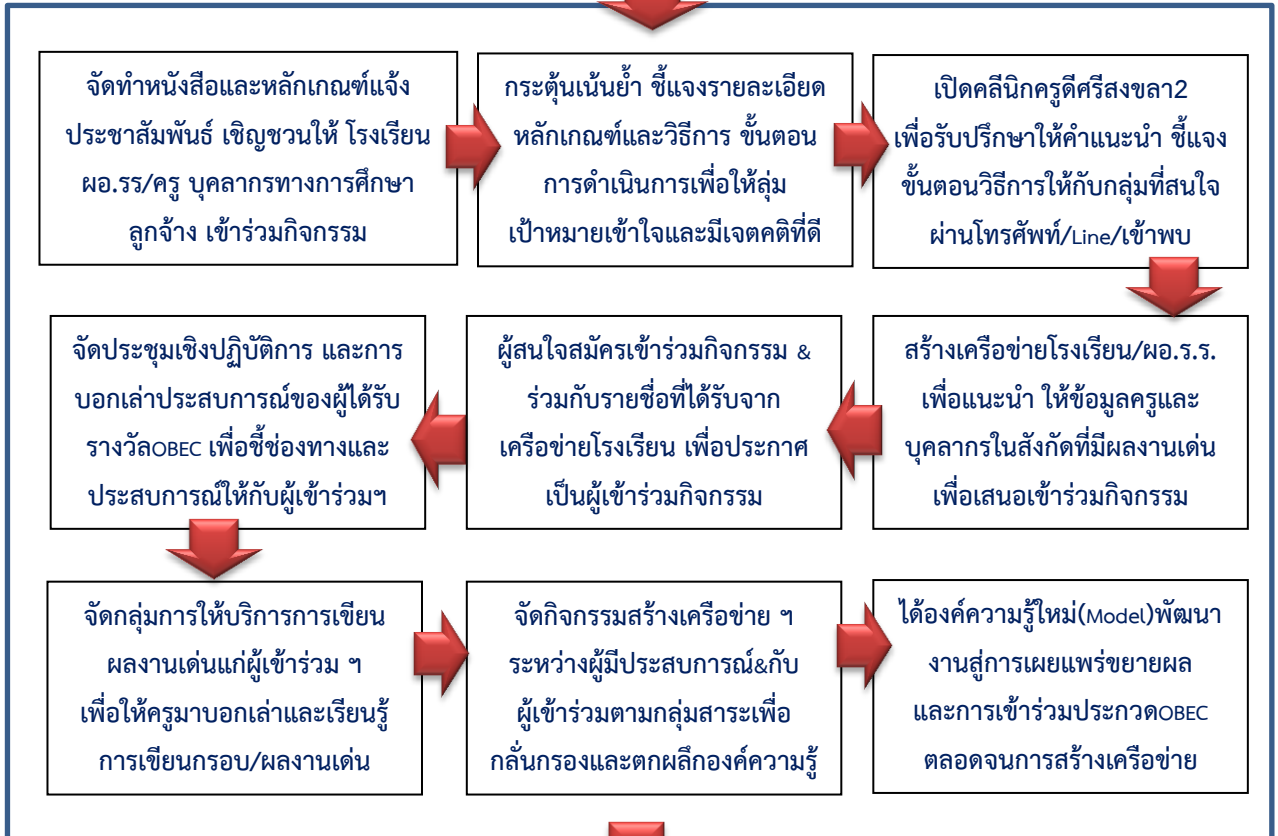 จัดทำหนังสือและหลักเกณฑ์แจ้ง
ประชาสัมพันธ์ เชิญชวนให้ โรงเรียน
ผอ.รร/ครู บุคลากรทางการศึกษา
ลูกจ้าง เข้าร่วมกิจกรรม
กระตุ้นเน้นย้ำ ชี้แจงรายละเอียด
หลักเกณฑ์และวิธีการ ขั้นตอน
การดำเนินการเพื่อให้ลุ่ม
เป้าหมายเข้าใจและมีเจตคติที่ดี
เปิดคลีนิกครูดีศรีสงขลา2
เพื่อรับปรึกษาให้คำแนะนำ ชี้แจง
ขั้นตอนวิธีการให้กับกลุ่มที่สนใจ
ผ่านโทรศัพท์/Line/เข้าพบ
สร้างเครือข่ายโรงเรียน/ผอ.ร.ร.
เพื่อแนะนำ ให้ข้อมูลครูและ
บุคลากรในสังกัดที่มีผลงานเด่น
เพื่อเสนอเข้าร่วมกิจกรรม
ผู้สนใจสมัครเข้าร่วมกิจกรรม &
ร่วมกับรายชื่อที่ได้รับจาก
เครือข่ายโรงเรียน เพื่อประกาศ
เป็นผู้เข้าร่วมกิจกรรม
จัดประชุมเชิงปฏิบัติการ และการ
บอกเล่าประสบการณ์ของผู้ได้รับ
รางวัลOBEC เพื่อชี้ช่องทางและ
ประสบการณ์ให้กับผู้เข้าร่วมฯ
จัดกลุ่มการให้บริการการเขียน
ผลงานเด่นแก่ผู้เข้าร่วม ฯ
เพื่อให้ครูมาบอกเล่าและเรียนรู้
การเขียนกรอบ/ผลงานเด่น
จัดกิจกรรมสร้างเครือข่าย ฯ
ระหว่างผู้มีประสบการณ์&กับ
ผู้เข้าร่วมตามกลุ่มสาระเพื่อ
กลั่นกรองและตกผลึกองค์ความรู้
ได้องค์ความรู้ใหม่(Model)พัฒนา
งานสู่การเผยแพร่ขยายผล
และการเข้าร่วมประกวดOBEC
ตลอดจนการสร้างเครือข่าย